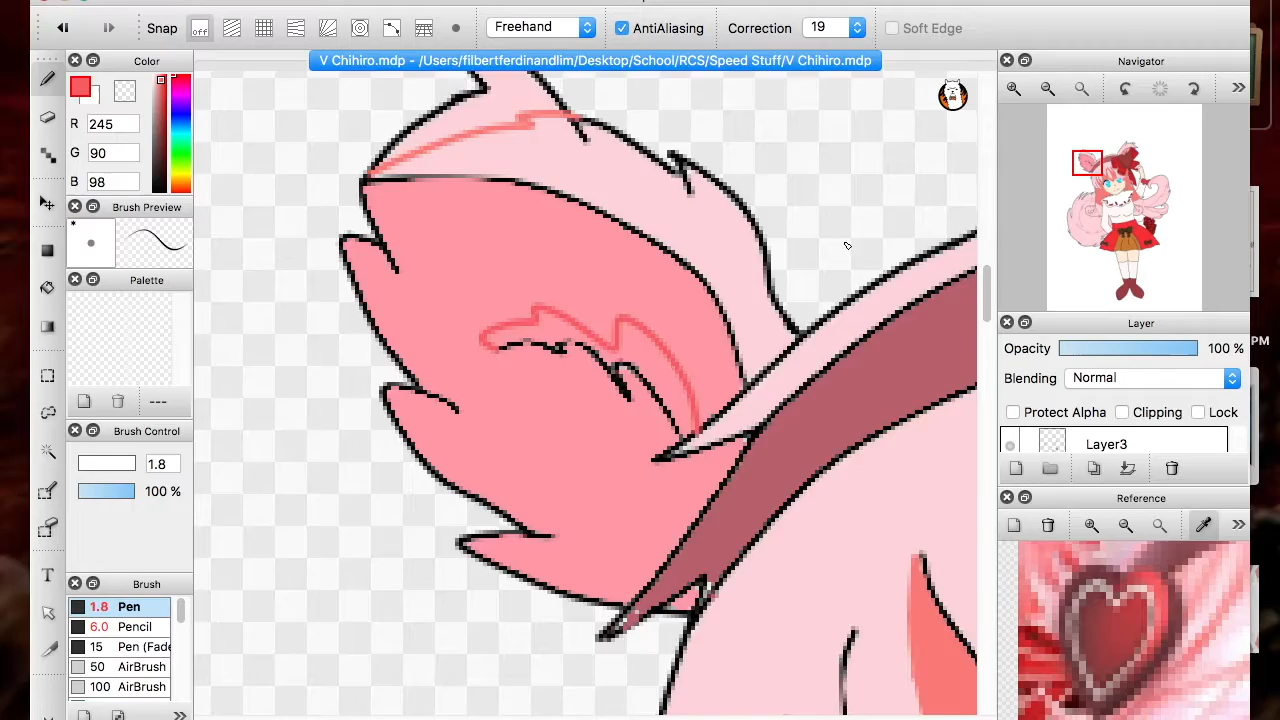 Snap off Freehand AntiAliasing Correction 19 Soft Edge
Color
V Chihiro.mdp - /Users/filbertferdinandlim/Desktop/School/RCS/Speed Stuff/V Chihiro.mdp
Navigator
R 245
G 90
B 98
Brush Preview
*
Palette
---
Brush Control
1.8
100 %
Brush
1.8 Pen
6.0 Pencil
15 Pen (Fade
50 AirBrush
100 AirBrush
T
Layer
PM
Opacity 100 %
Blending Normal
Protect Alpha Clipping Lock
Layer3
Reference